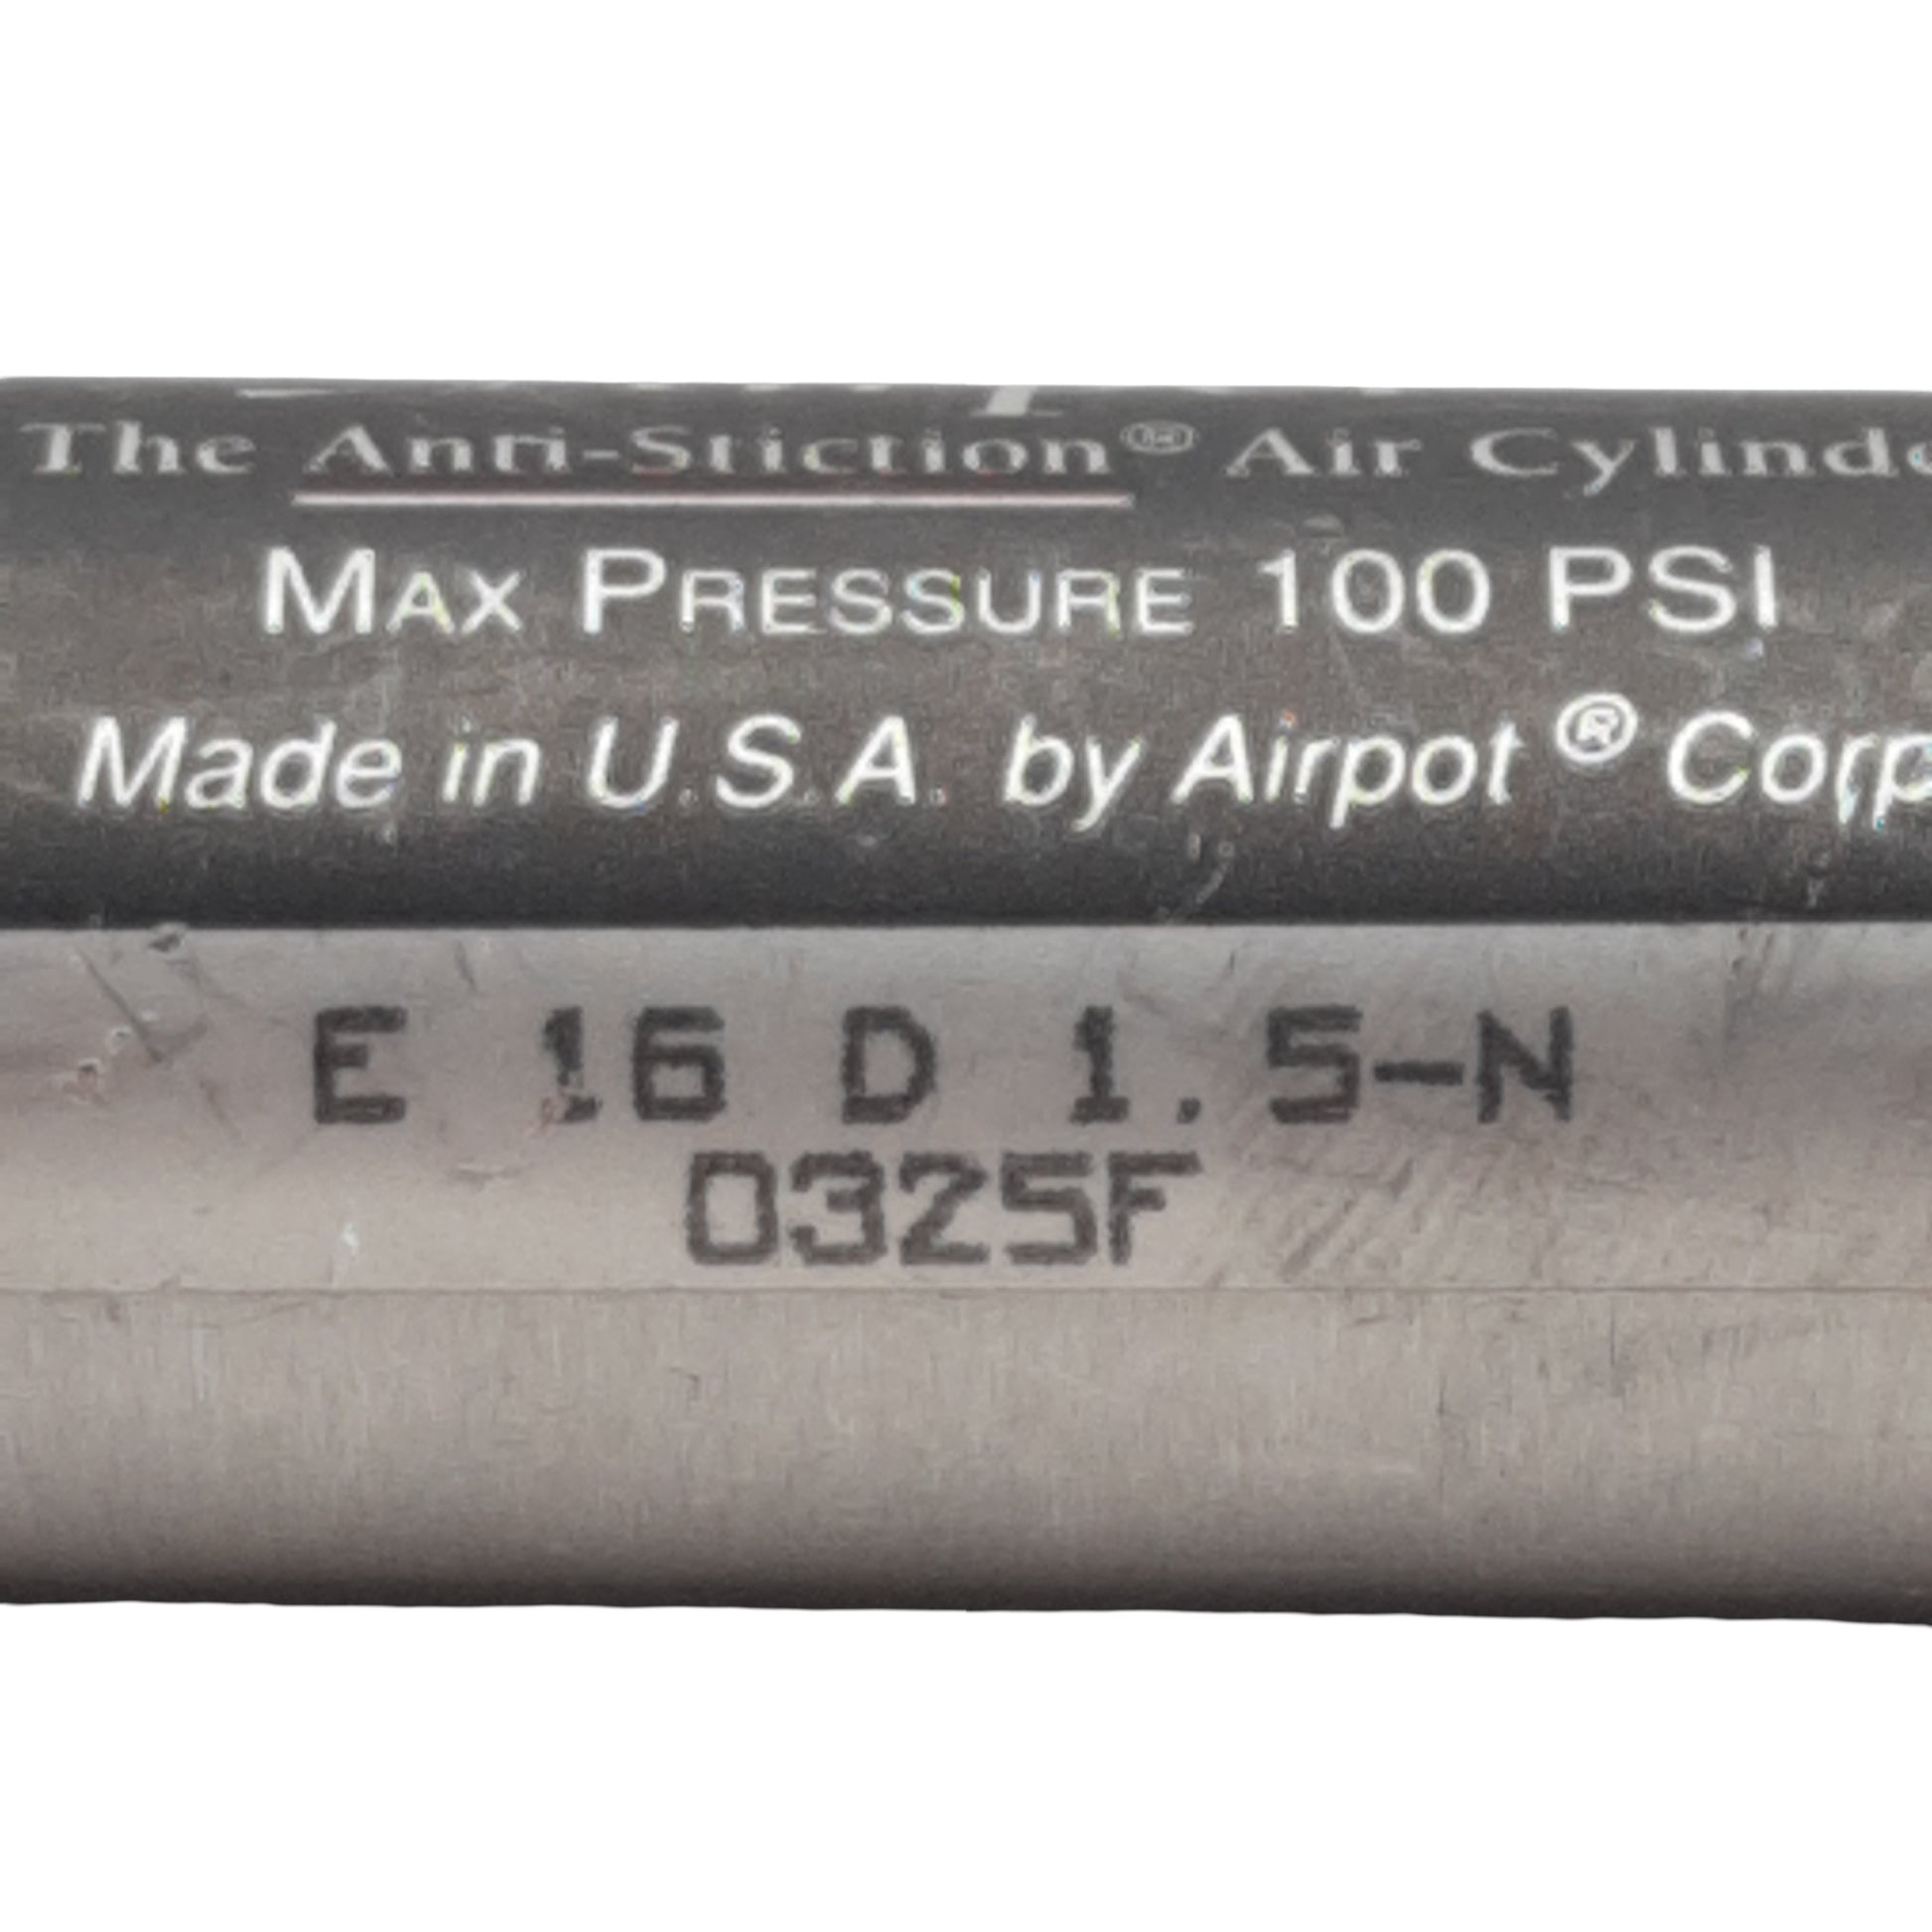 The Anti-Stiction® Air Cylinde
MAX PRESSURE 100 PSI
Made in U.S.A. by Airpot® Corp
E 16 D 1.5-N
0325F